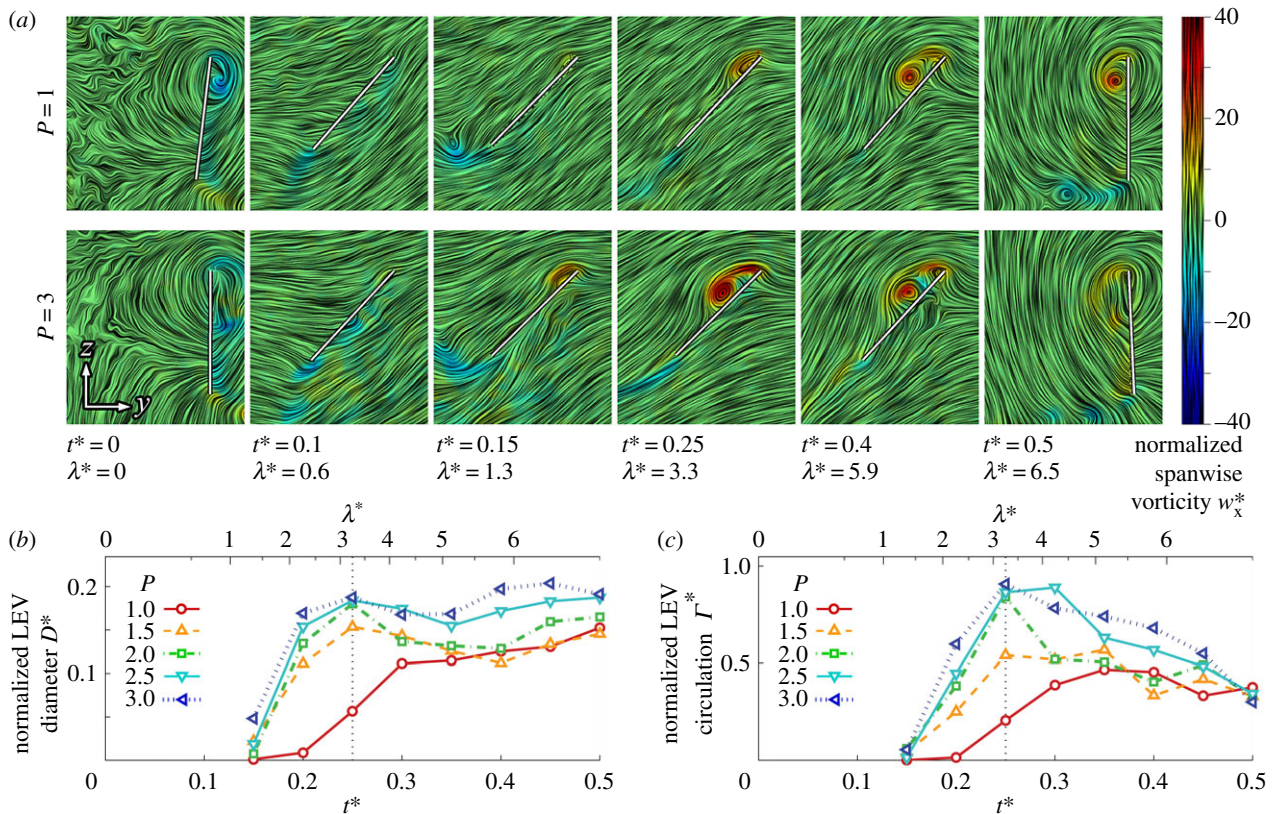 (a)
P = 1
P = 3
z
y
40
20
0
−20
−40
t* = 0 t* = 0.1 t* = 0.15 t* = 0.25 t* = 0.4 t* = 0.5
λ* = 0 λ* = 0.6 λ* = 1.3 λ* = 3.3 λ* = 5.9 λ* = 6.5
normalized
spanwise
vorticity w*x
(b)
λ*
0 1 2 3 4 5 6
normalized LEV
diameter D*
0.2
0.1
0
P
1.0
1.5
2.0
2.5
3.0
0 0.1 0.2 0.3 0.4 0.5
t*
(c)
λ*
0 1 2 3 4 5 6
normalized LEV
circulation Γ*
1.0
0.5
0
P
1.0
1.5
2.0
2.5
3.0
0.1 0.2 0.3 0.4 0.5
t*